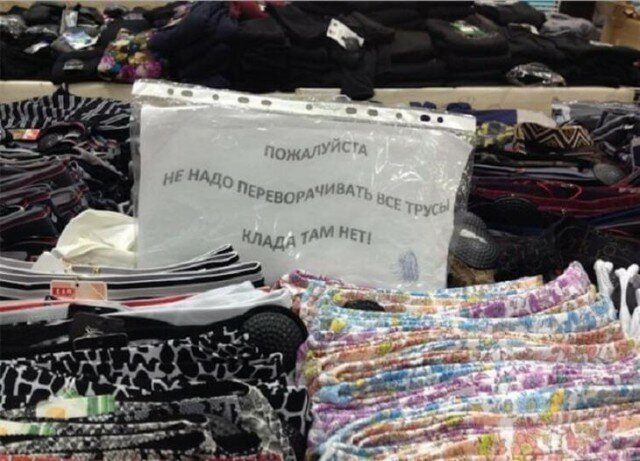 ПОЖАЛУЙСТА
НЕ НАДО ПЕРЕВОРАЧИВАТЬ ВСЕ ТРУСЫ
КЛАДА ТАМ НЕТ!